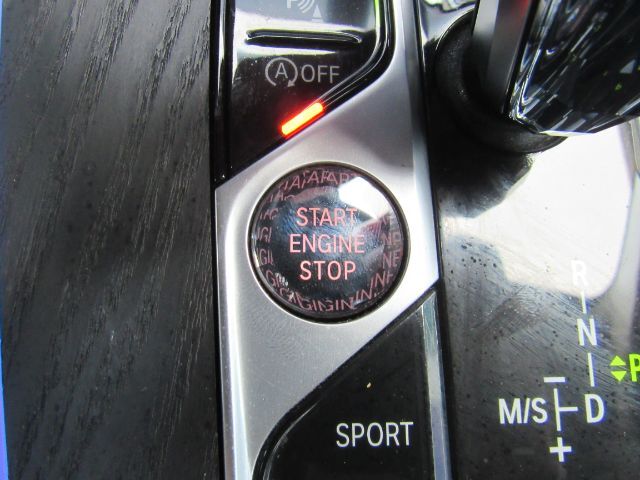 P
A OFF
START
ENGINE
STOP
SPORT
R
N
P
M/S
D
-
+